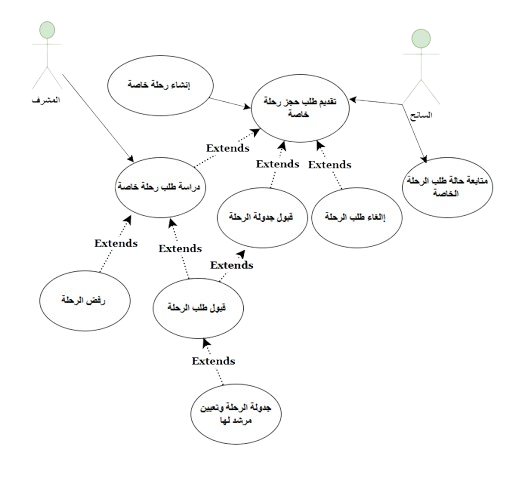 المشرف
السائح
إنشاء رحلة خاصة
تقديم طلب حجز رحلة
خاصة
Extends
Extends
Extends
دراسة طلب رحلة خاصة
متابعة حالة طلب الرحلة
الخاصة
قبول جدولة الرحلة
إالغاء طلب الرحلة
Extends
Extends
Extends
رفض الرحلة
قبول طلب الرحلة
Extends
جدولة الرحلة وتعيين
مرشد لها